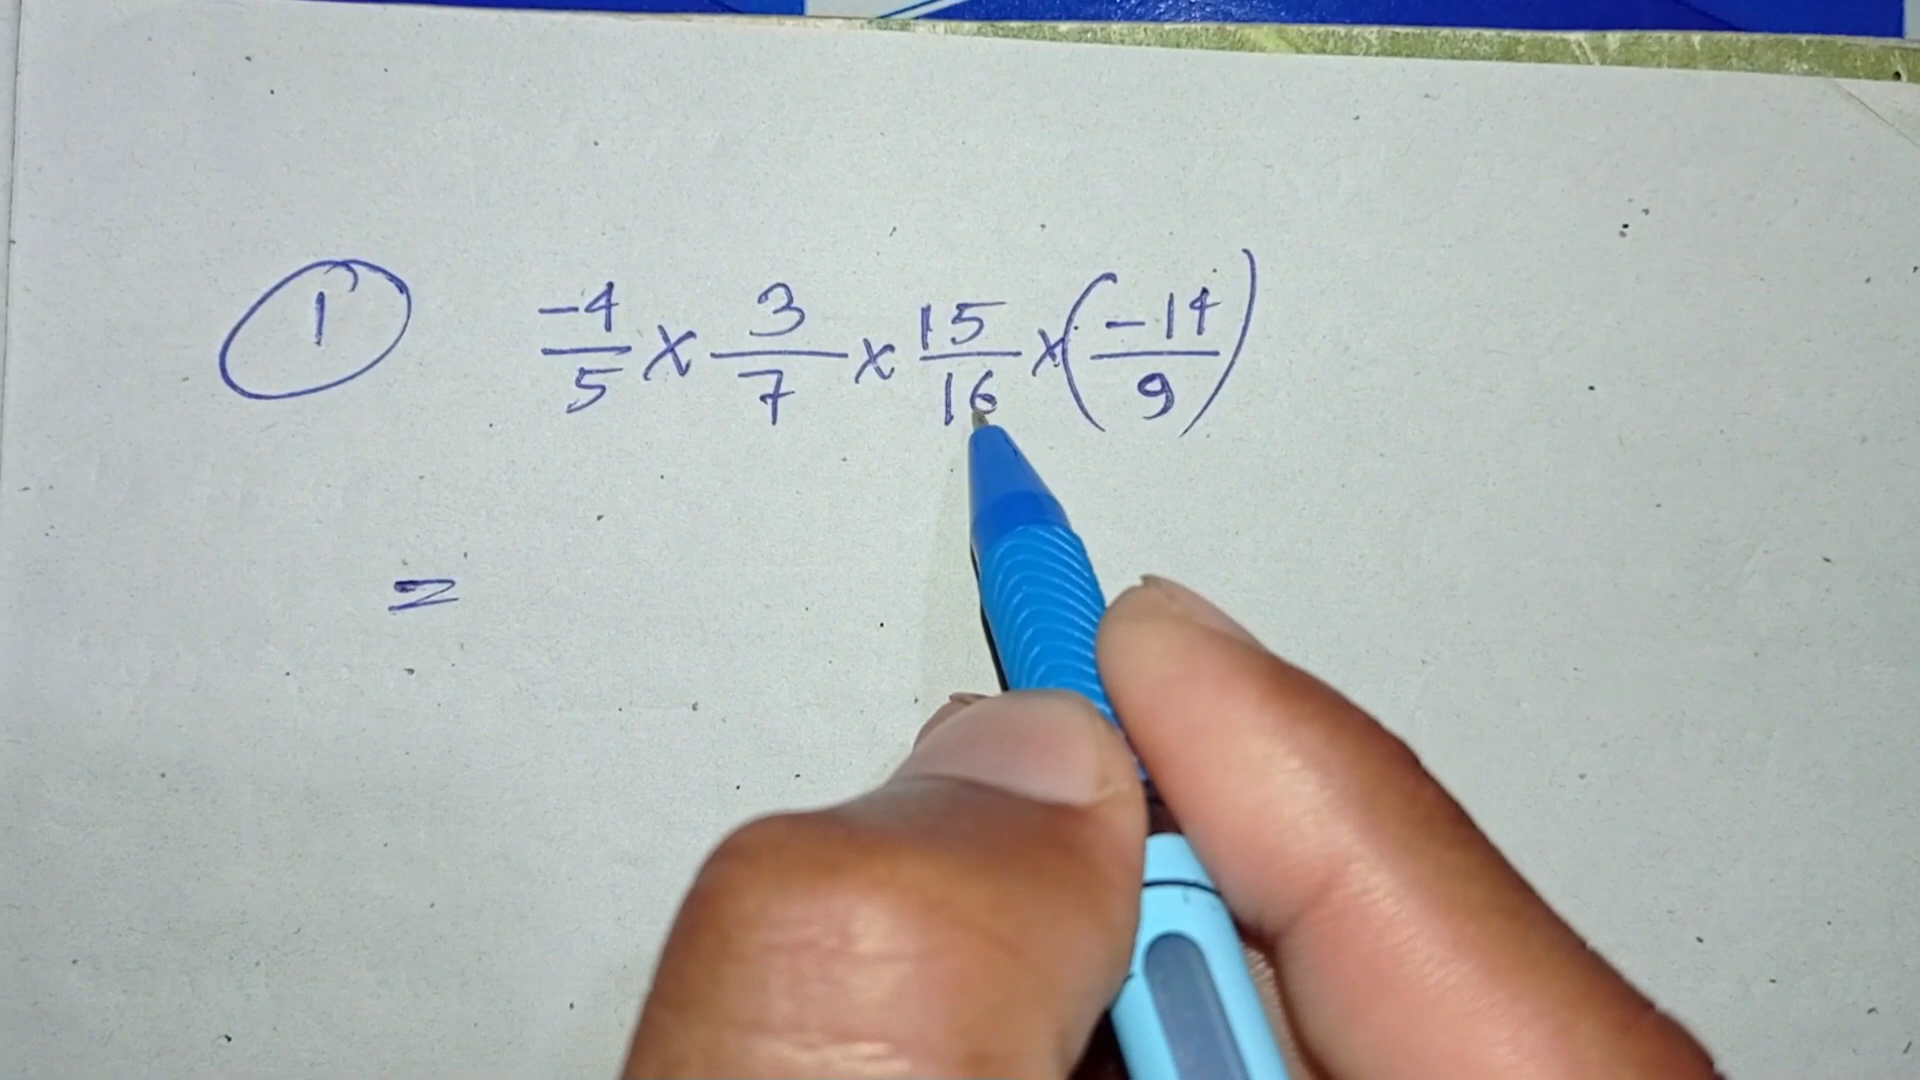 1 -4/5 x 3/7 x 15/16 x (-14/9)
=